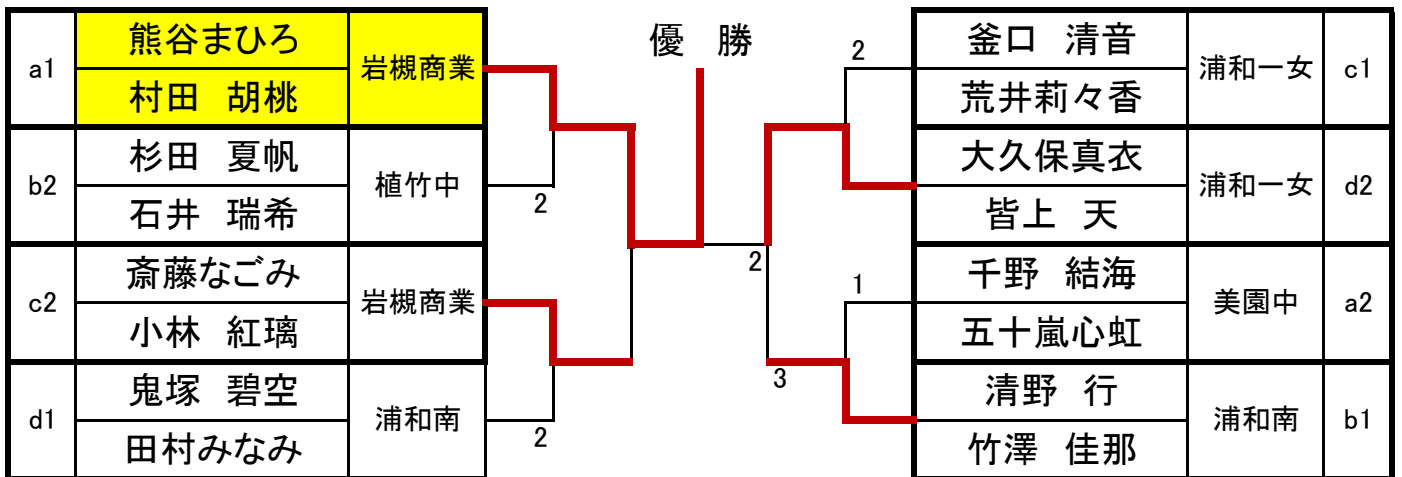 優 勝
a1 熊谷まひろ 岩槻商業
村田 胡桃
b2 杉田 夏帆 植竹中
石井 瑞希
c2 斎藤なごみ 岩槻商業
小林 紅璃
d1 鬼塚 碧空 浦和南
田村みなみ
2
2
2
3
2
1
釜口 清音 浦和一女 c1
荒井莉々香
大久保真衣 浦和一女 d2
皆上 天
千野 結海 美園中 a2
五十嵐心虹
清野 行 浦和南 b1
竹澤 佳那